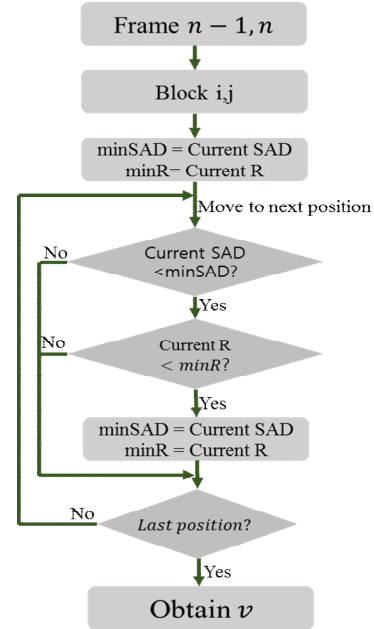 Frame n − 1, n
Block i,j
minSAD = Current SAD
minR− Current R
Move to next position
No
Current SAD
<minSAD?
Yes
No
Current R
< minR?
Yes
minSAD = Current SAD
minR = Current R
No
Last position?
Yes
Obtain v